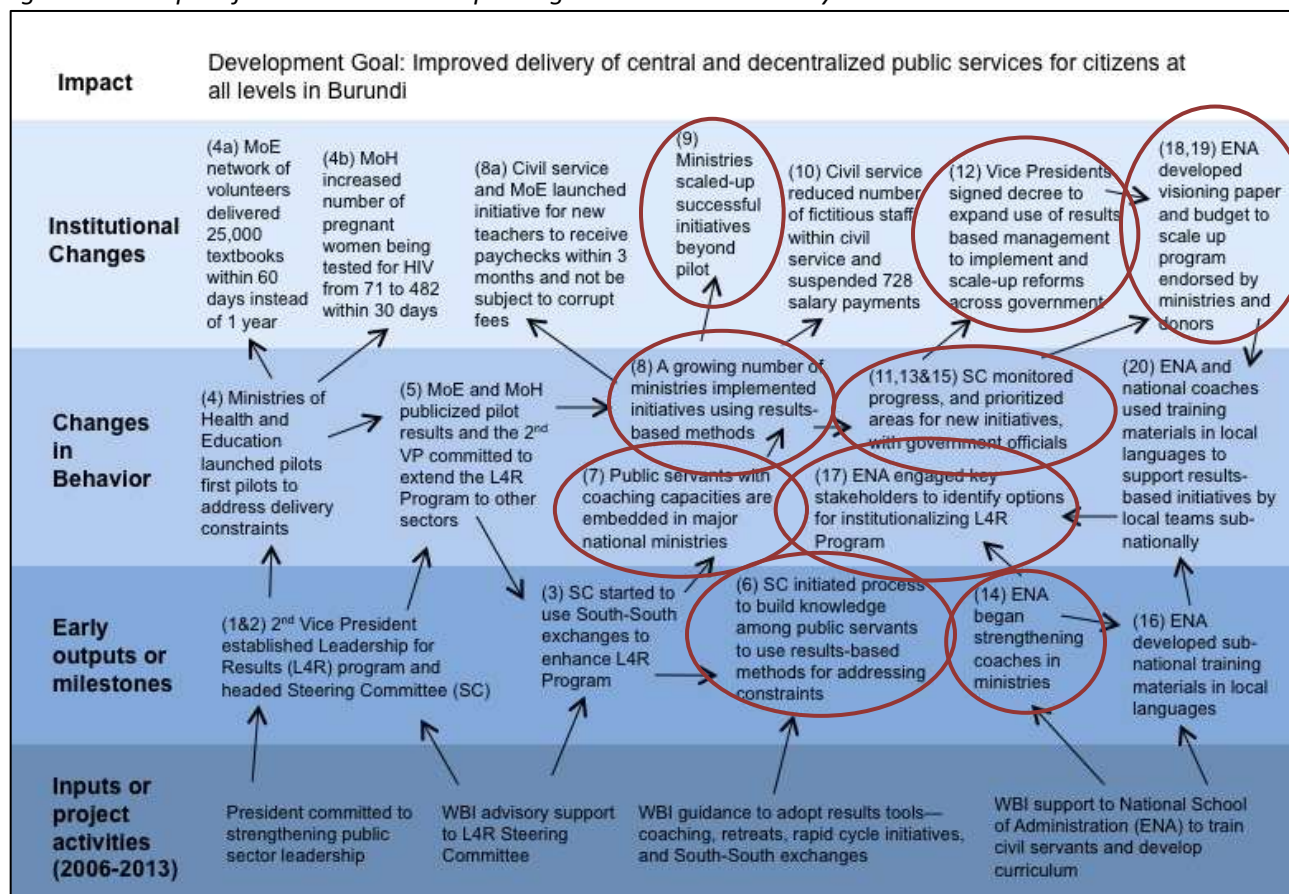 Impact
Development Goal: Improved delivery of central and decentralized public services for citizens at
all levels in Burundi
Institutional
Changes
(4a) MoE
network of
volunteers
delivered
25,000
textbooks
within 60
days instead
of 1 year
(4b) MoH
increased
number of
pregnant
women being
tested for HIV
from 71 to 482
within 30 days
(8a) Civil service
and MoE launched
initiative for new
teachers to receive
paychecks within 3
months and not be
subject to corrupt
fees
(9)
Ministries
scaled-up
successful
initiatives
beyond
pilot
(10) Civil service
reduced number
of fictitious staff
within civil
service and
suspended 728
salary payments
(12) Vice Presidents
signed decree to
expand use of results
based management
to implement and
scale-up reforms
across government
(18,19) ENA
developed
visioning paper
and budget to
scale up
program
endorsed by
ministries and
donors
Changes
in
Behavior
(4) Ministries of
Health and
Education
launched pilots
first pilots to
address delivery
constraints
(5) MoE and MoH
publicized pilot
results and the 2nd
VP committed to
extend the L4R
Program to other
sectors
(8) A growing number of
ministries implemented
initiatives using results-
based methods
(11,13&15) SC monitored
progress, and prioritized
areas for new initiatives,
with government officials
(7) Public servants with
coaching capacities are
embedded in major
national ministries
(17) ENA engaged key
stakeholders to identify options
for institutionalizing L4R
Program
(20) ENA and
national coaches
used training
materials in local
languages to
support results-
based initiatives by
local teams sub-
nationally
Early
outputs or
milestones
(1&2) 2nd Vice President
established Leadership for
Results (L4R) program and
headed Steering Committee (SC)
(3) SC started to
use South-South
exchanges to
enhance L4R
Program
(6) SC initiated process
to build knowledge
among public servants
to use results-based
methods for addressing
constraints
(14) ENA
began
strengthening
coaches in
ministries
(16) ENA
developed sub-
national training
materials in local
languages
Inputs or
project
activities
(2006-2013)
President committed to
strengthening public
sector leadership
WBI advisory support
to L4R Steering
Committee
WBI guidance to adopt results tools—
coaching, retreats, rapid cycle initiatives,
and South-South exchanges
WBI support to National School
of Administration (ENA) to train
civil servants and develop
curriculum